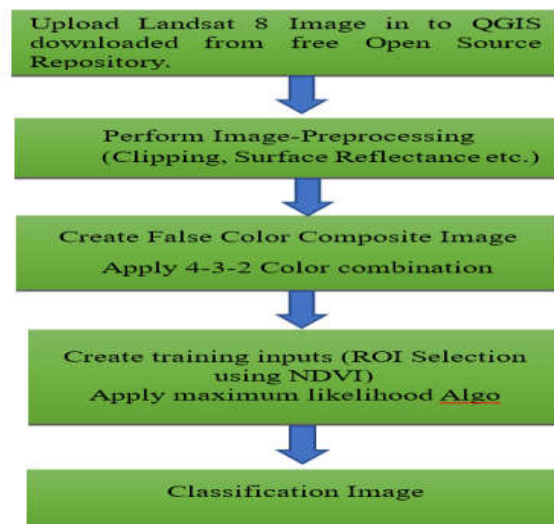 Upload Landsat 8 Image in to QGIS
downloaded from free Open Source
Repository.
Perform Image-Preprocessing
(Clipping, Surface Reflectance etc.)
Create False Color Composite Image
Apply 4-3-2 Color combination
Create training inputs (ROI Selection
using NDVI)
Apply maximum likelihood Algo
Classification Image